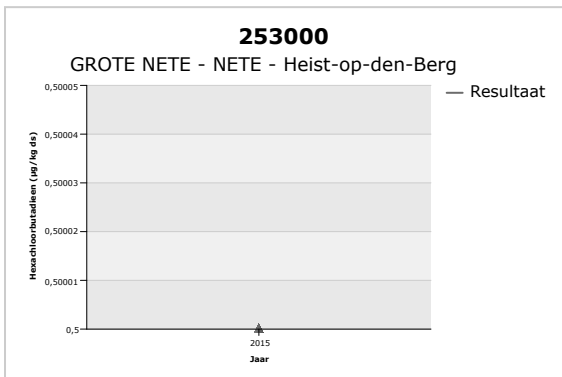 253000
GROTE NETE - NETE - Heist-op-den-Berg
Resultaat
Hexachloorbutadieen (µg/kg ds)
0,50005
0,50004
0,50003
0,50002
0,50001
0,5
2015
Jaar